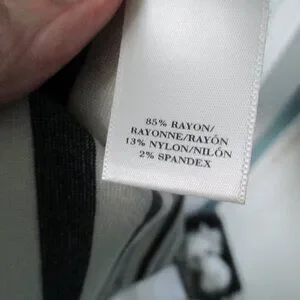 85% RAYON/
RAYONNE/RAYÓN
13% NYLON/NILÓN
2% SPANDEX